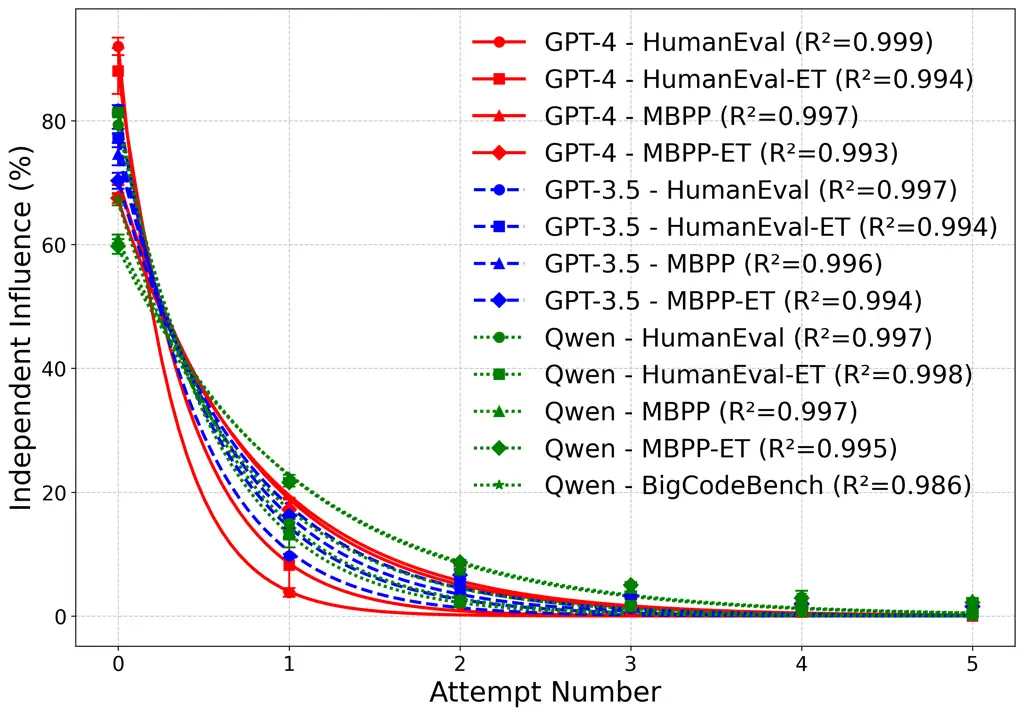 GPT-4 - HumanEval (R²=0.999)
GPT-4 - HumanEval-ET (R²=0.994)
GPT-4 - MBPP (R²=0.997)
GPT-4 - MBPP-ET (R²=0.993)
GPT-3.5 - HumanEval (R²=0.997)
GPT-3.5 - HumanEval-ET (R²=0.994)
GPT-3.5 - MBPP (R²=0.996)
GPT-3.5 - MBPP-ET (R²=0.994)
Qwen - HumanEval (R²=0.997)
Qwen - HumanEval-ET (R²=0.998)
Qwen - MBPP (R²=0.997)
Qwen - MBPP-ET (R²=0.995)
Qwen - BigCodeBench (R²=0.986)
Independent Influence (%)
80
60
40
20
0
0 1 2 3 4 5
Attempt Number